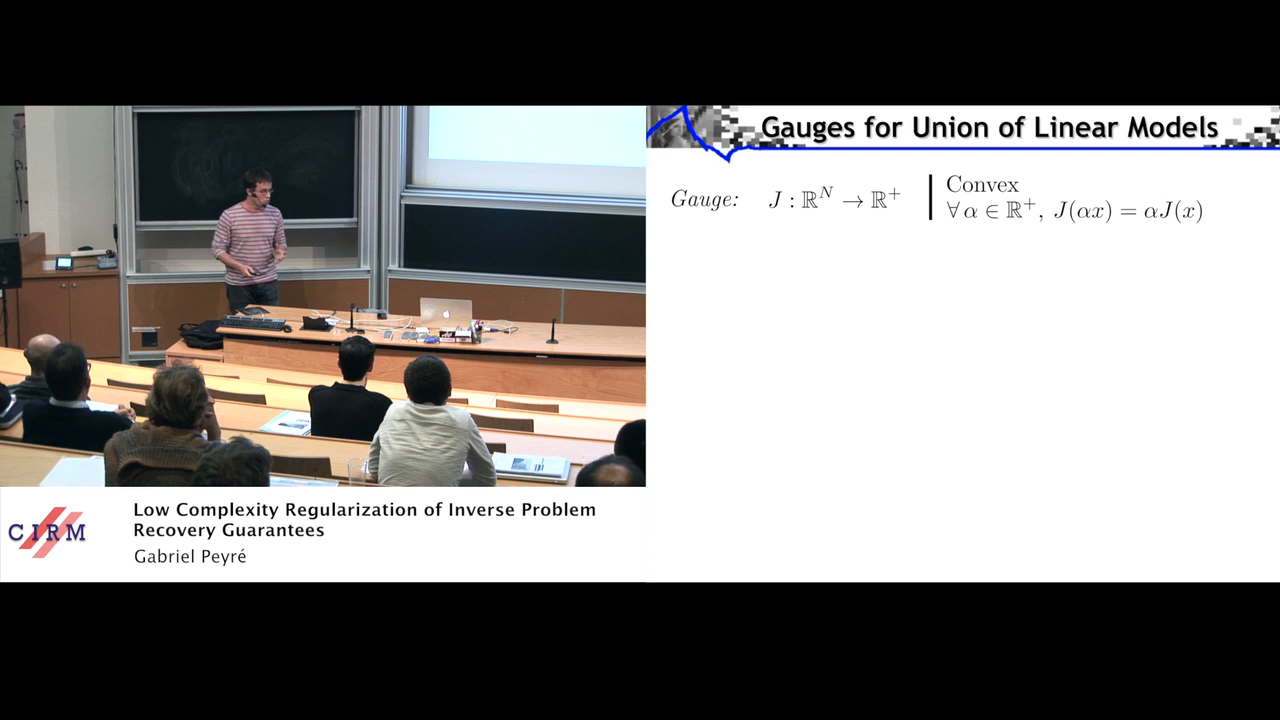 Gauges for Union of Linear Models
Gauge: J : ℝ^N → ℝ^+
Convex
∀ α ∈ ℝ^+, J(αx) = αJ(x)
CIRM
Low Complexity Regularization of Inverse Problem
Recovery Guarantees
Gabriel Peyré